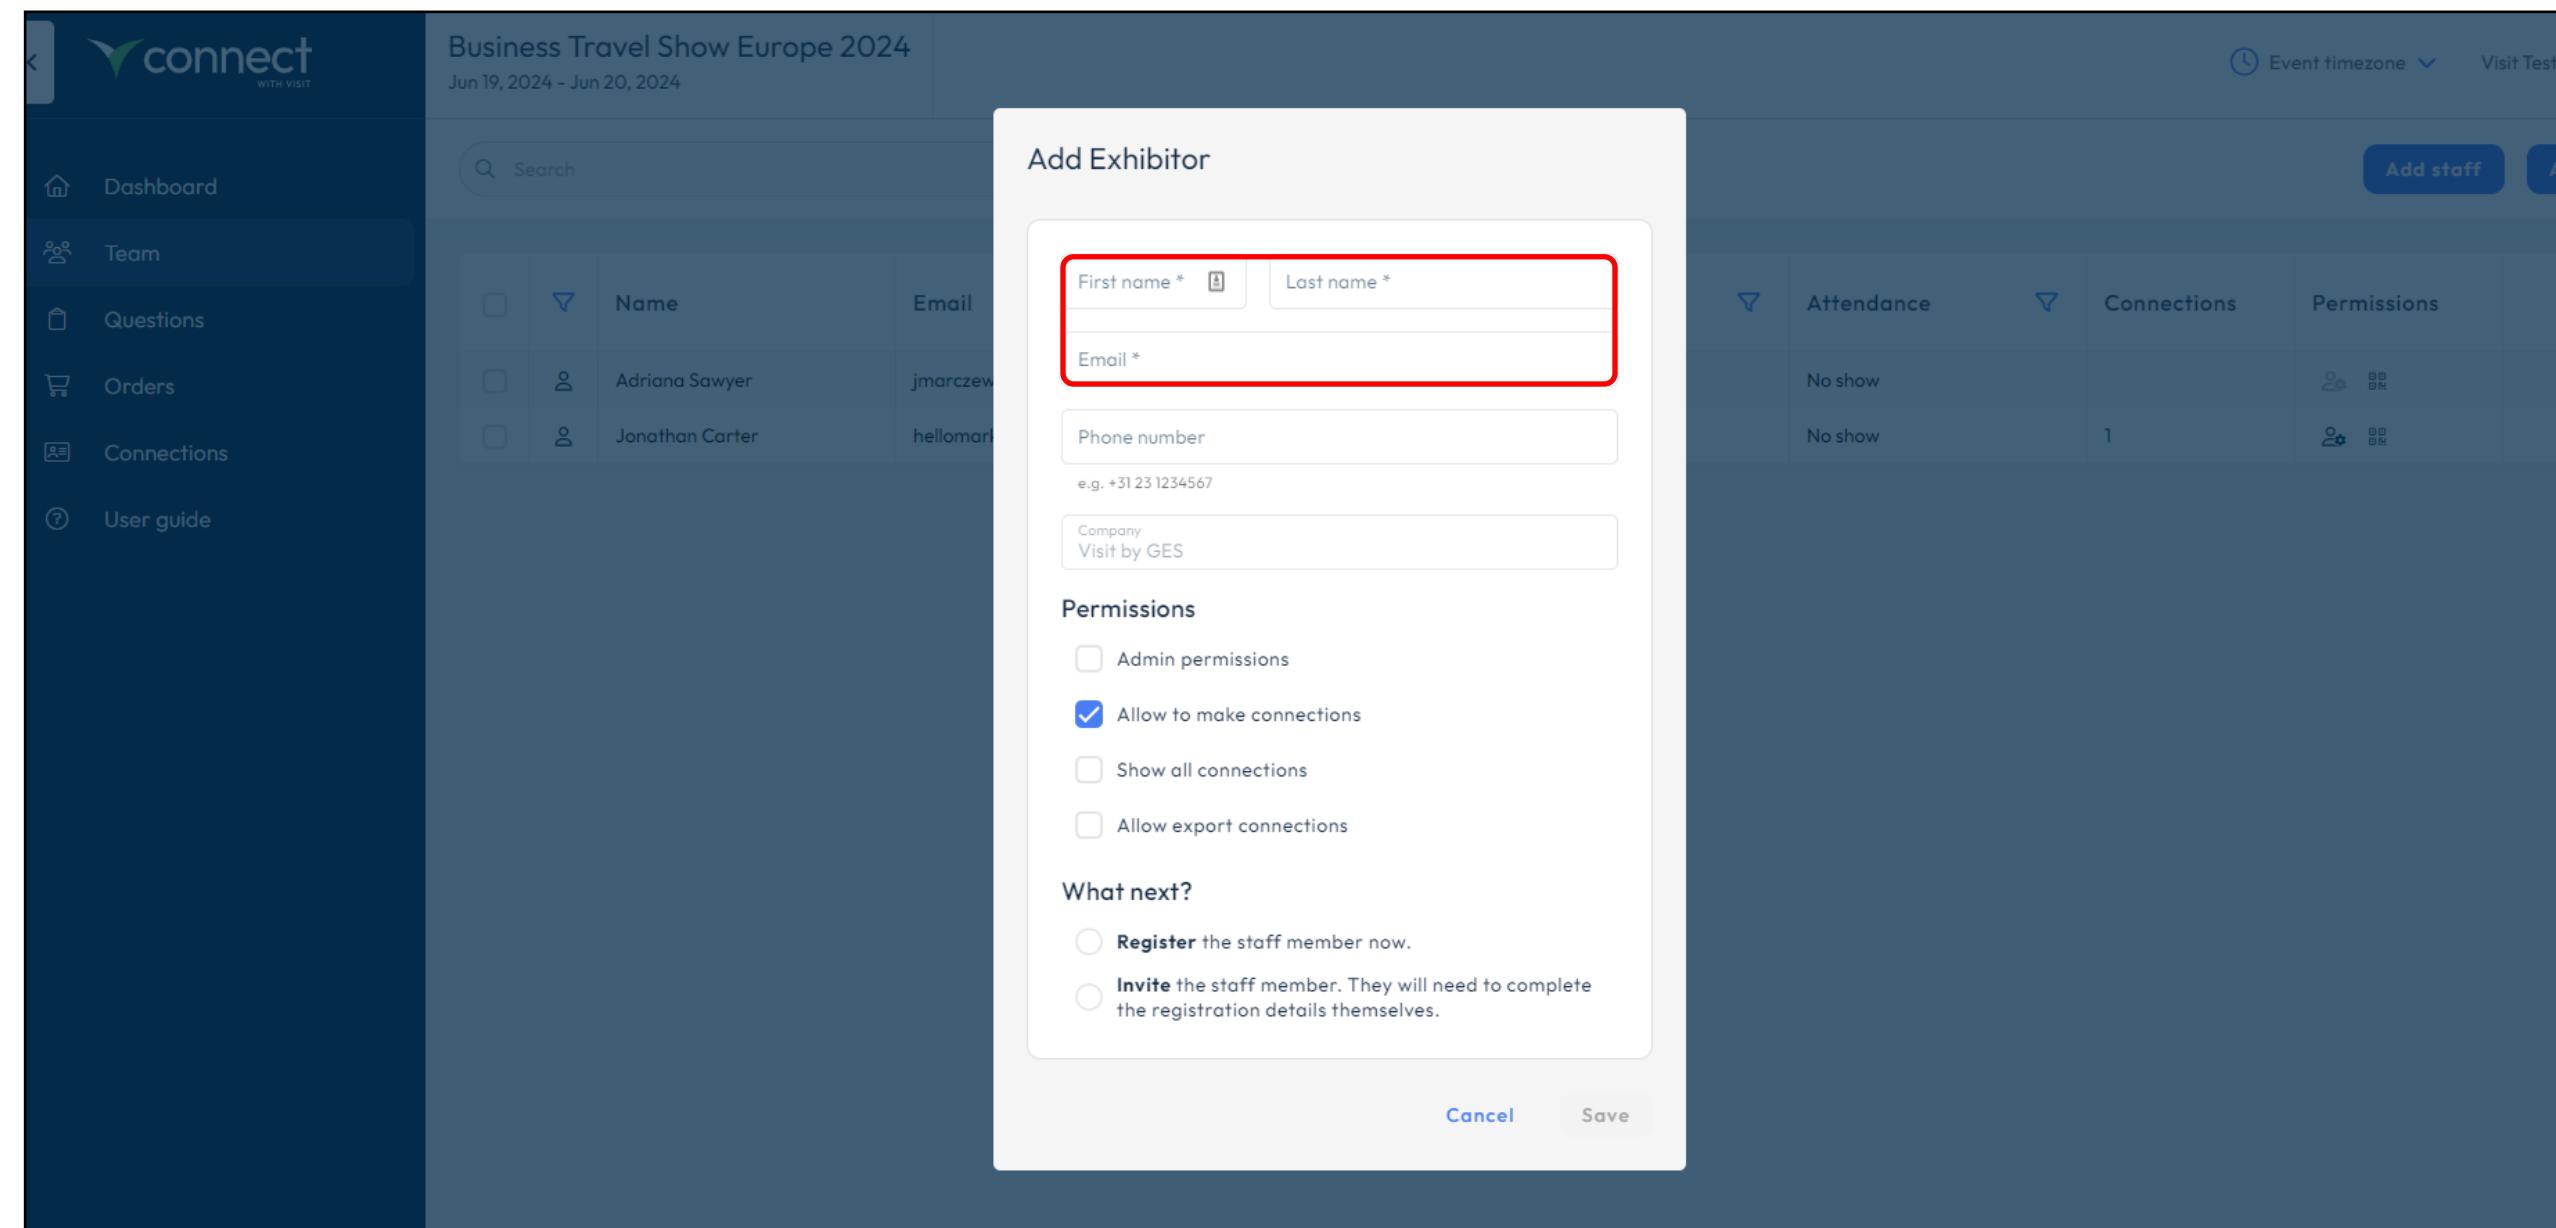 connect
WITH VISIT
Business Travel Show Europe 2024
Jun 19, 2024 - Jun 20, 2024
Event timezone
Visit Test
Dashboard
Team
Questions
Orders
Connections
User guide
Search
Add staff
Name
Email
Attendance
Connections
Permissions
Adriana Sawyer
jmarczew
No show
Jonathan Carter
hellomark
No show
1
Add Exhibitor
First name *
Last name *
Email *
Phone number
e.g. +31 23 1234567
Company
Visit by GES
Permissions
Admin permissions
Allow to make connections
Show all connections
Allow export connections
What next?
Register the staff member now.
Invite the staff member. They will need to complete
the registration details themselves.
Cancel
Save